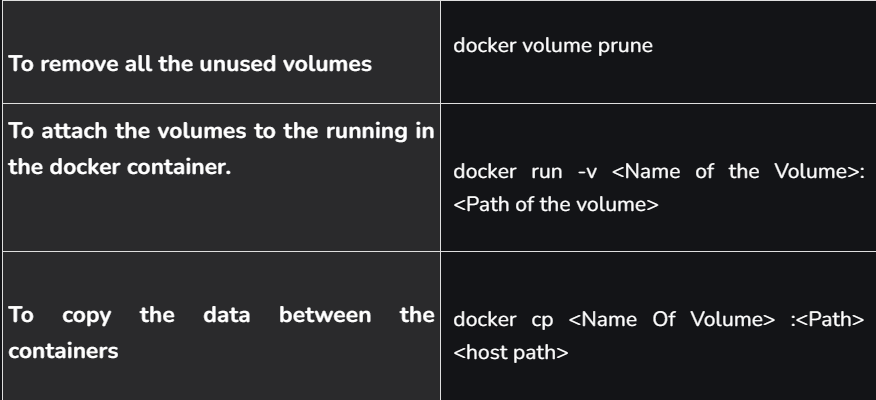 To remove all the unused volumes
docker volume prune
To attach the volumes to the running in
the docker container.
docker run -v <Name of the Volume>:
<Path of the volume>
To copy the data between the
containers
docker cp <Name Of Volume> :<Path>
<host path>